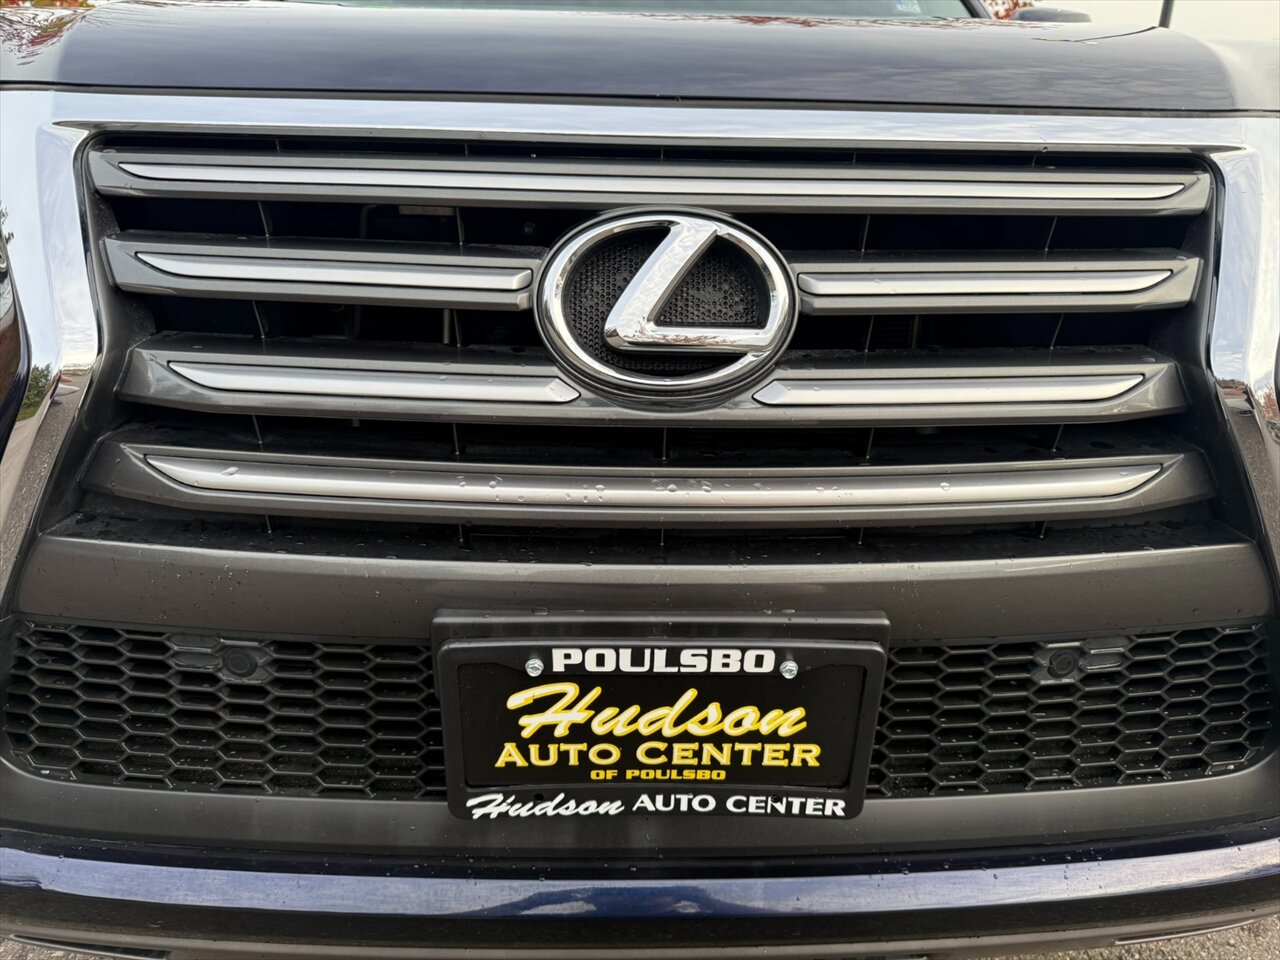 POULSBO
Hudson
AUTO CENTER
OF POULSBO
Hudson AUTO CENTER